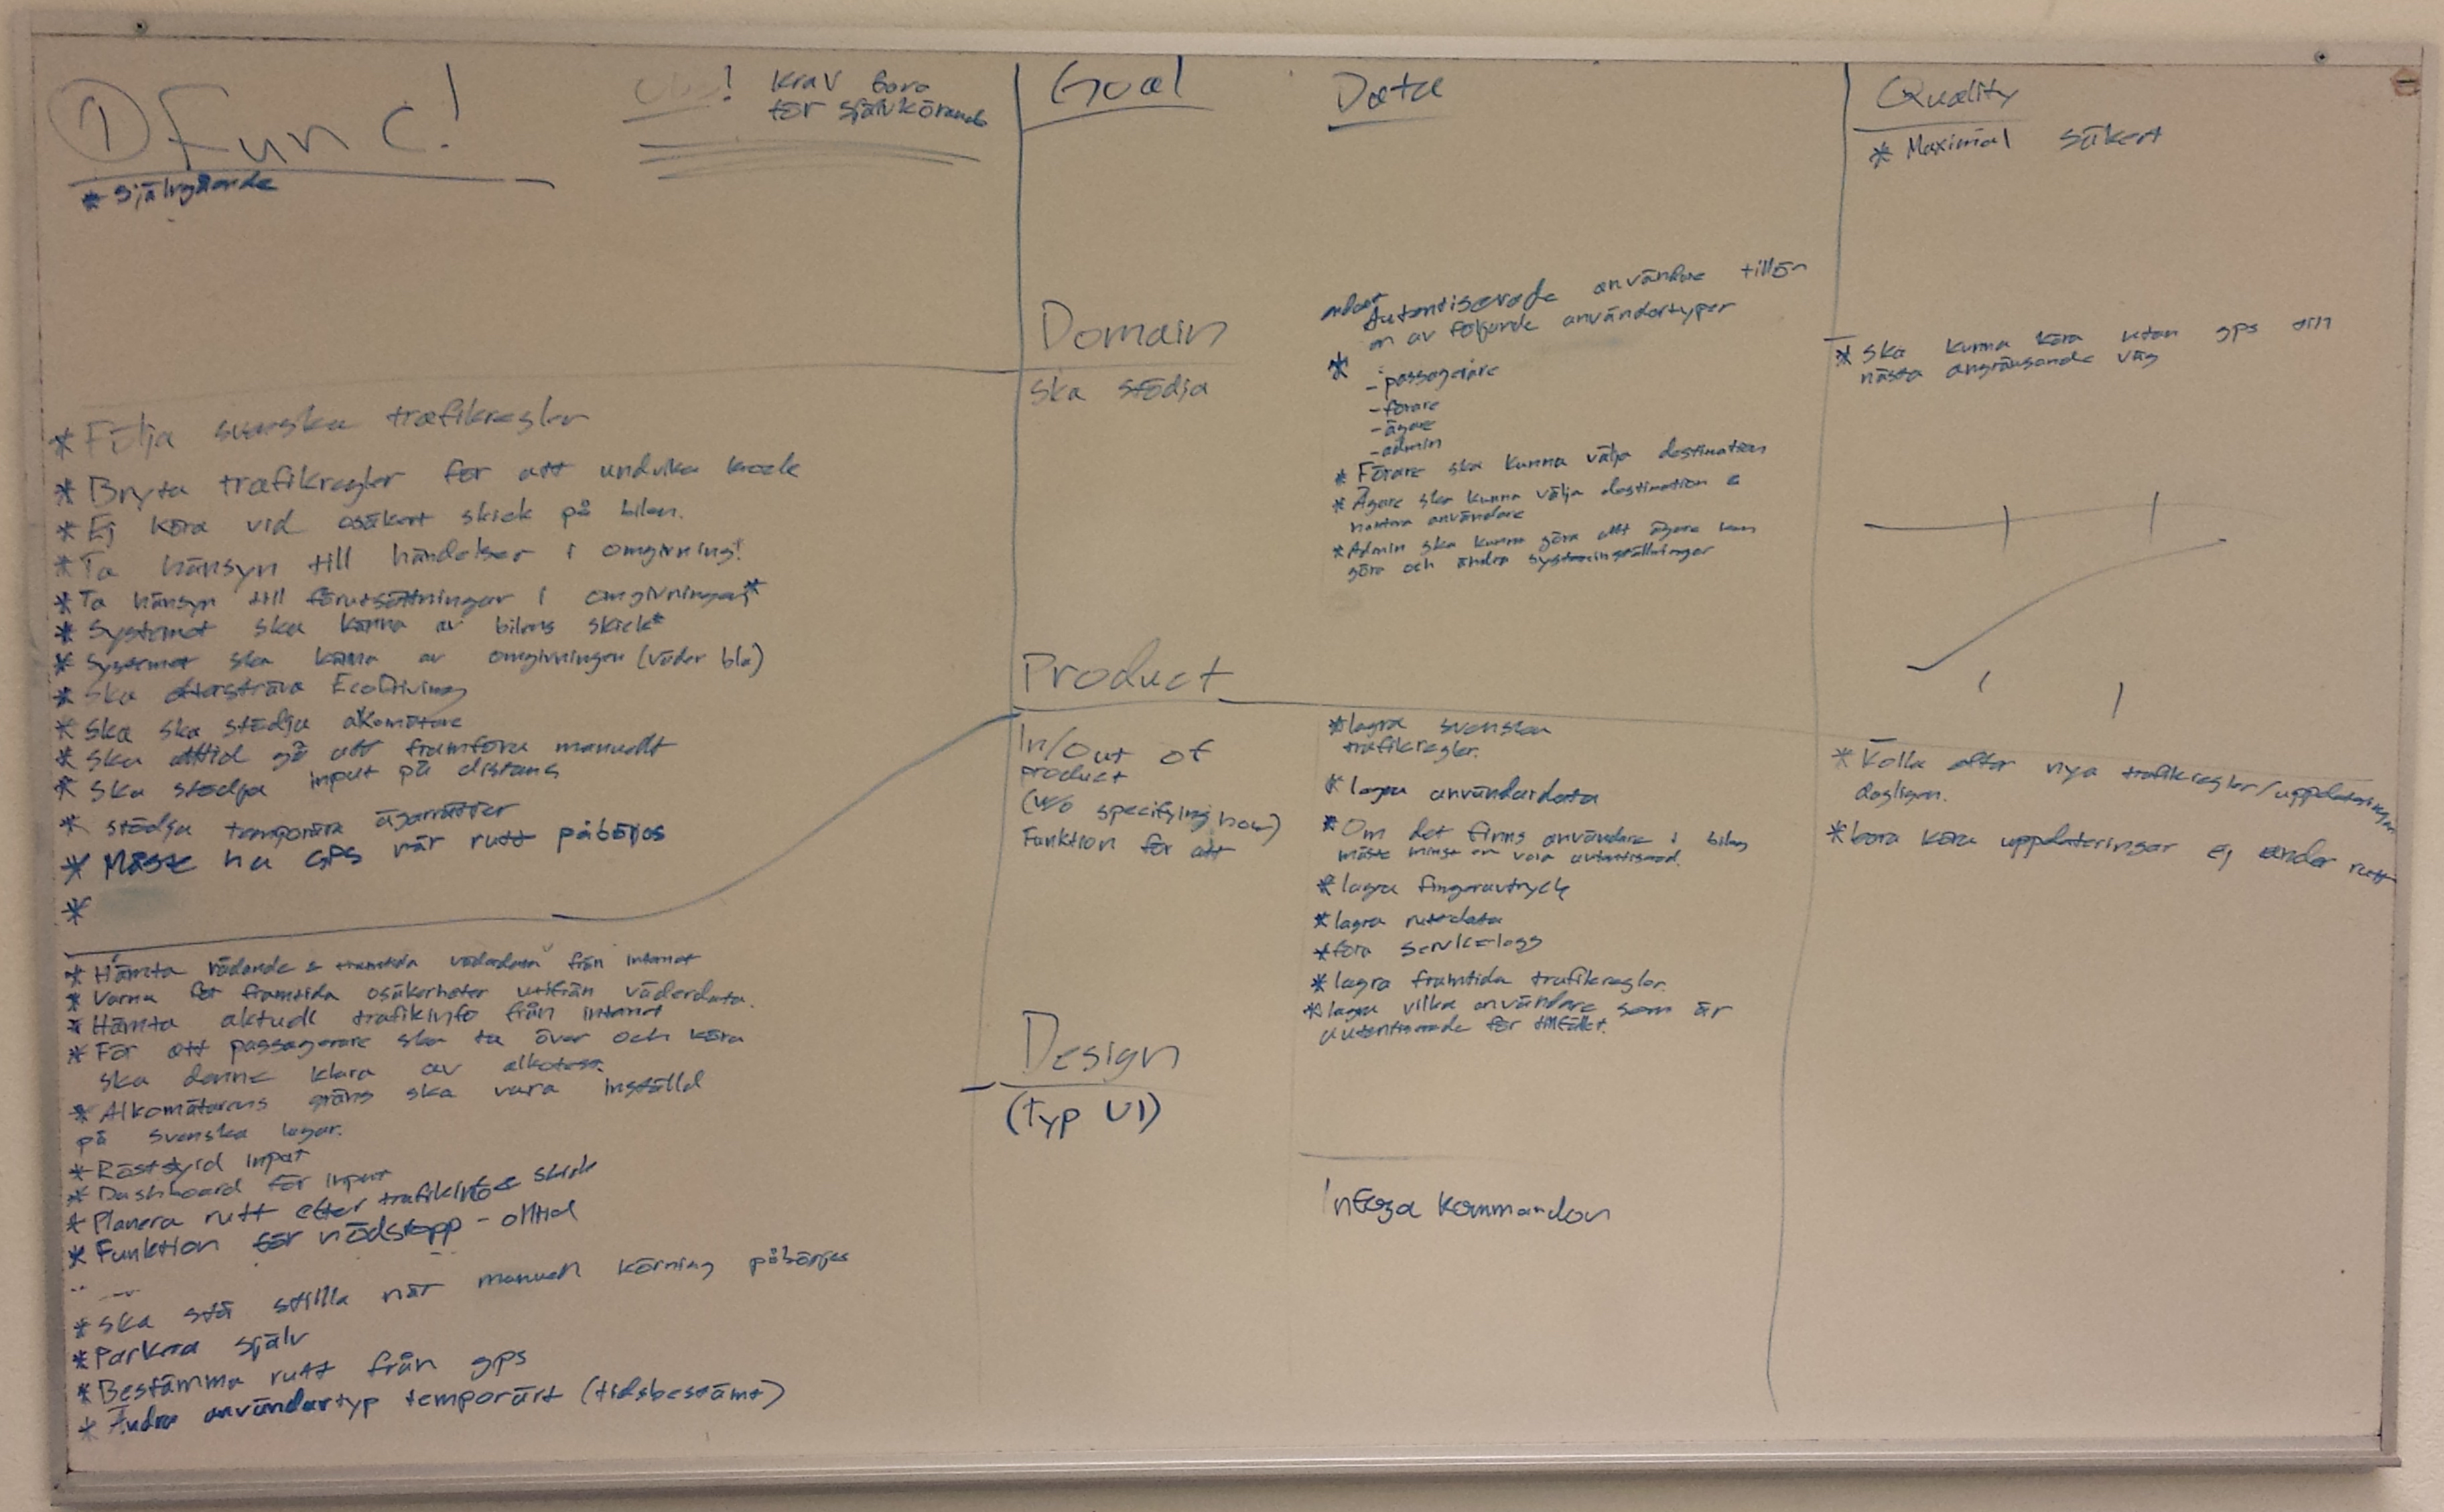 ① Func!
* Självgående
Obs! Krav bara
för självkörande
Goal
Domain
ska stödja
* Följa svenska trafikregler
* Bryta trafikregler för att undvika krock
* Ej köra vid osäkert skick på bilen.
* Ta hänsyn till händelser i omgivning!
* Ta hänsyn till förutsättningar i omgivningen*
* Systemet ska känna av bilens skick*
* Systemet ska känna av omgivningen (väder bla)
* Ska eftersträva EcoDriving
* Ska ska stödja alkomätare
* Ska alltid gå att framföra manuellt
* Ska stödja input på distans
* stödja temporära ägarrätter
* Måste ha GPS när rutt påbörjas
*
Product
In/out of
product
(w/o specifying how)
Funktion för att
* Hämta rådande & framtida väderdata från internet
* Varna för framtida osäkerheter utifrån väderdata.
* Hämta aktuell trafikinfo från internet
* För att passagerare ska ta över och köra
ska denne klara av alkotest.
* Alkomätarens gräns ska vara inställd
på svenska lagar.
* Röststyrd input
* Dashboard för input
* Planera rutt efter trafikinfo & skick
* Funktion för nödstopp - alltid
* Ska stå stilla när manuell körning påbörjas
* Parkera själv
* Bestämma rutt från gps
* Ändra användartyp temporärt (tidsbestämt)
Design
(typ UI)
Data
endast
Autentiserade användare tillhör
en av följande användartyper
*
- passagerare
- förare
- ägare
- admin
* Förare ska kunna välja destination
* Ägare ska kunna välja destination &
hantera användare
* Admin ska kunna göra allt ägare kan
göra och ändra systeminställningar
* lagra svenska
trafikregler.
* lagra användardata
* Om det finns användare i bilen
måste minst en vara autentiserad.
* lagra fingeravtryck
* lagra ruttdata
* föra servicelogg
* lagra framtida trafikregler.
* lagra vilka användare som är
autentiserade för tillfället.
kommandon
Quality
* Maximal säkert
* Ska kunna köra utan gps till
nästa angränsande väg
* Kolla efter nya trafikregler/uppdateringar
dagligen.
* bara köra uppdateringar ej under rutt